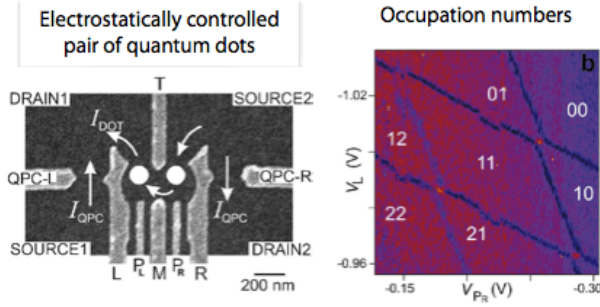 Electrostatically controlled
pair of quantum dots
T
DRAIN1
SOURCE2
I_DOT
QPC-L
QPC-R
I_QPC
I_QPC
SOURCE1
DRAIN2
L
P_L
M
P_R
R
200 nm
Occupation numbers
b
-1.02
01
00
12
11
V_L (V)
10
22
21
-0.96
-0.15
V_PR (V)
-0.30